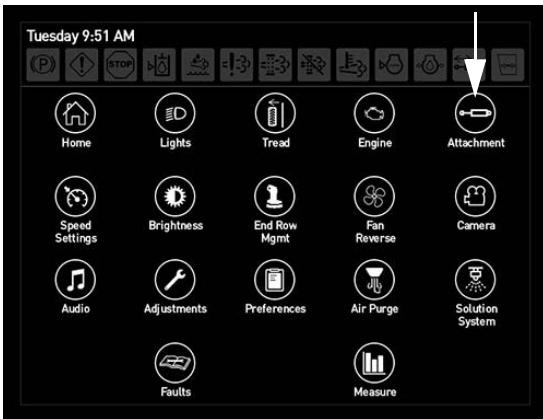 Tuesday 9:51 AM
(P) STOP
Home Lights Tread Engine Attachment
Speed Settings Brightness End Row Mgmt Fan Reverse Camera
Audio Adjustments Preferences Air Purge Solution System
Faults Measure